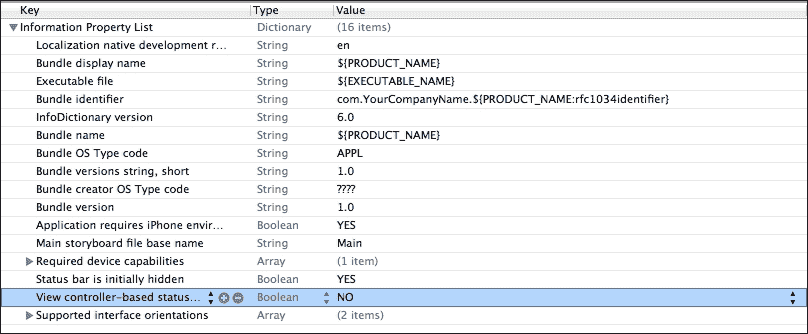 Key Type Value
Information Property List Dictionary (16 items)
Localization native development r... String en
Bundle display name String ${PRODUCT_NAME}
Executable file String ${EXECUTABLE_NAME}
Bundle identifier String com.YourCompanyName.${PRODUCT_NAME:rfc1034identifier}
InfoDictionary version String 6.0
Bundle name String ${PRODUCT_NAME}
Bundle OS Type code String APPL
Bundle versions string, short String 1.0
Bundle creator OS Type code String ????
Bundle version String 1.0
Application requires iPhone envir... Boolean YES
Main storyboard file base name String Main
Required device capabilities Array (1 item)
Status bar is initially hidden Boolean YES
View controller-based status... Boolean NO
Supported interface orientations Array (2 items)